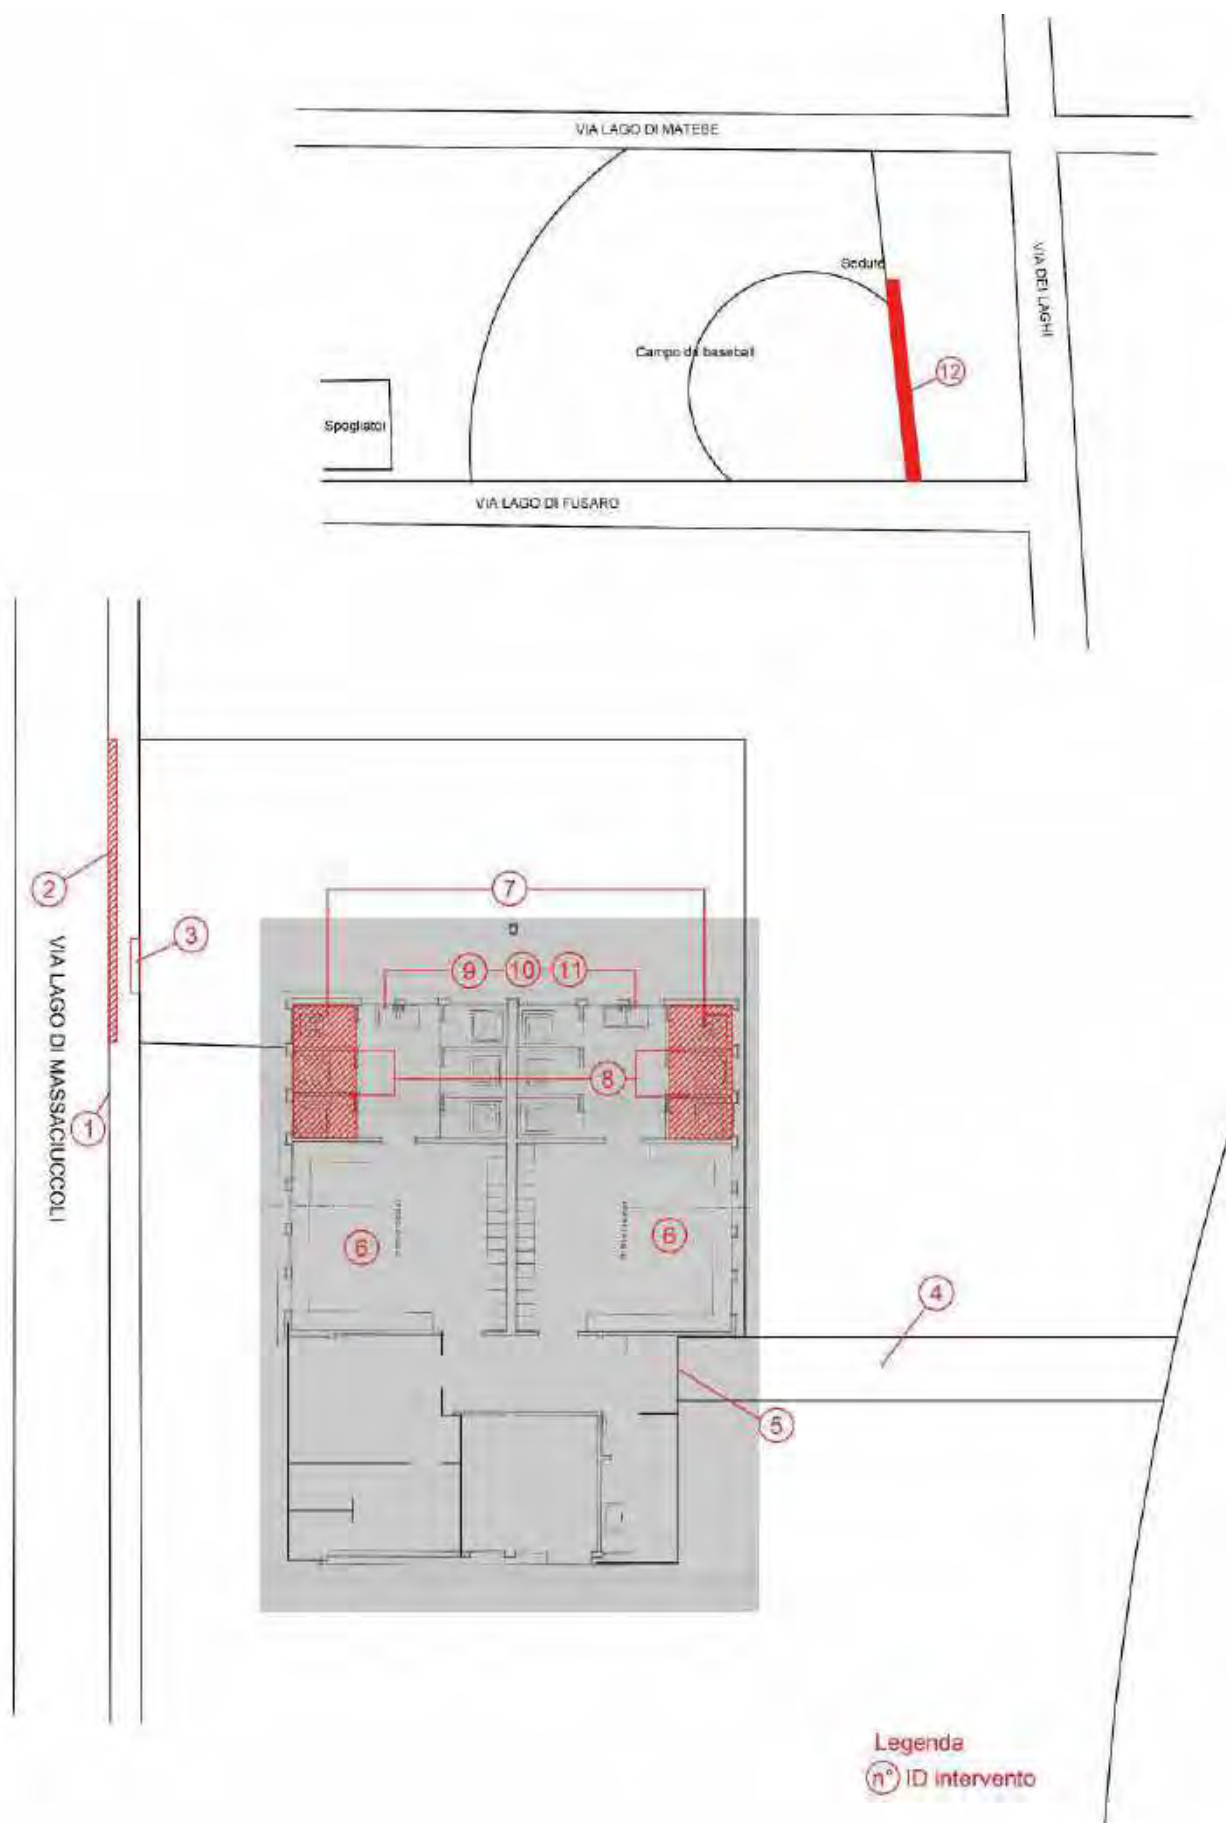 VIA LAGO DI MATESE
VIA DEI LAGHI
Sedute
Campo da baseball
12
Spogliatoi
VIA LAGO DI FUSARO
2
7
3
VIA LAGO DI MASSACIUCCOLI
9 10 11
8
1
6
6
4
5
Legenda
n° ID intervento